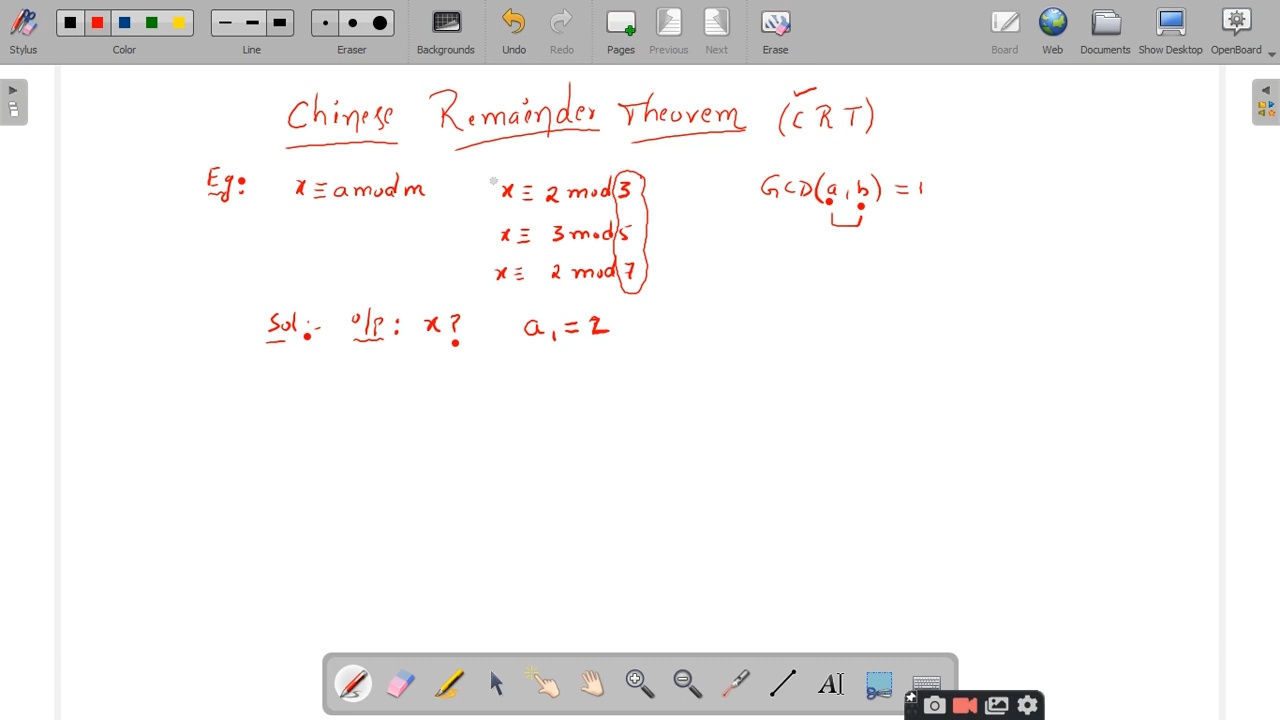 Stylus Color Line Eraser Backgrounds Undo Redo Pages Previous Next Erase Board Web Documents Show Desktop OpenBoard
Chinese Remainder Theorem (CRT)
Eg: x ≡ a mod m x ≡ 2 mod 3 GCD(a, b) = 1
x ≡ 3 mod 5
x ≡ 2 mod 7
Sol :- o/p : x ? a₁ = 2
AI